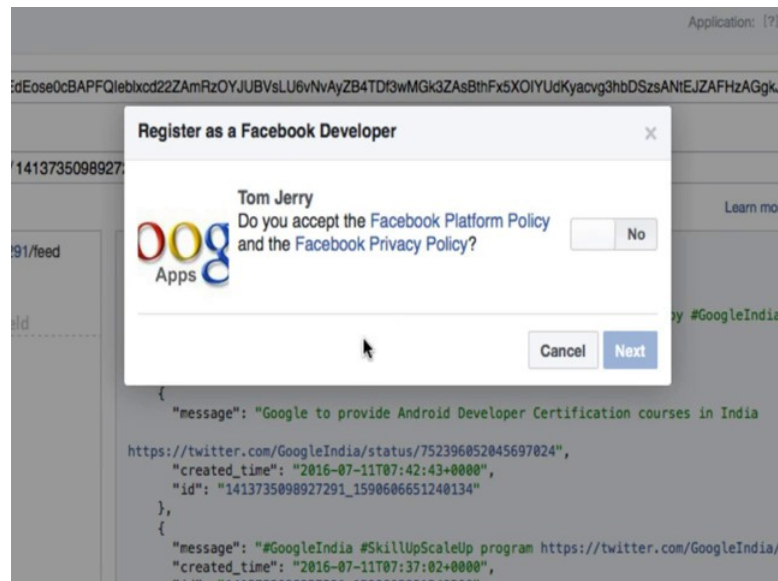 Application: [?]
Register as a Facebook Developer
x
/1413735098927
Tom Jerry
Do you accept the Facebook Platform Policy
and the Facebook Privacy Policy?
No
Learn mo
291/feed
oog
Apps
eld
by #GoogleIndia
Cancel
Next
{
"message": "Google to provide Android Developer Certification courses in India
https://twitter.com/GoogleIndia/status/752396052045697024",
"created_time": "2016-07-11T07:42:43+0000",
"id": "1413735098927291_1590606651240134"
},
{
"message": "#GoogleIndia #SkillUpScaleUp program https://twitter.com/GoogleIndia/
"created_time": "2016-07-11T07:37:02+0000",